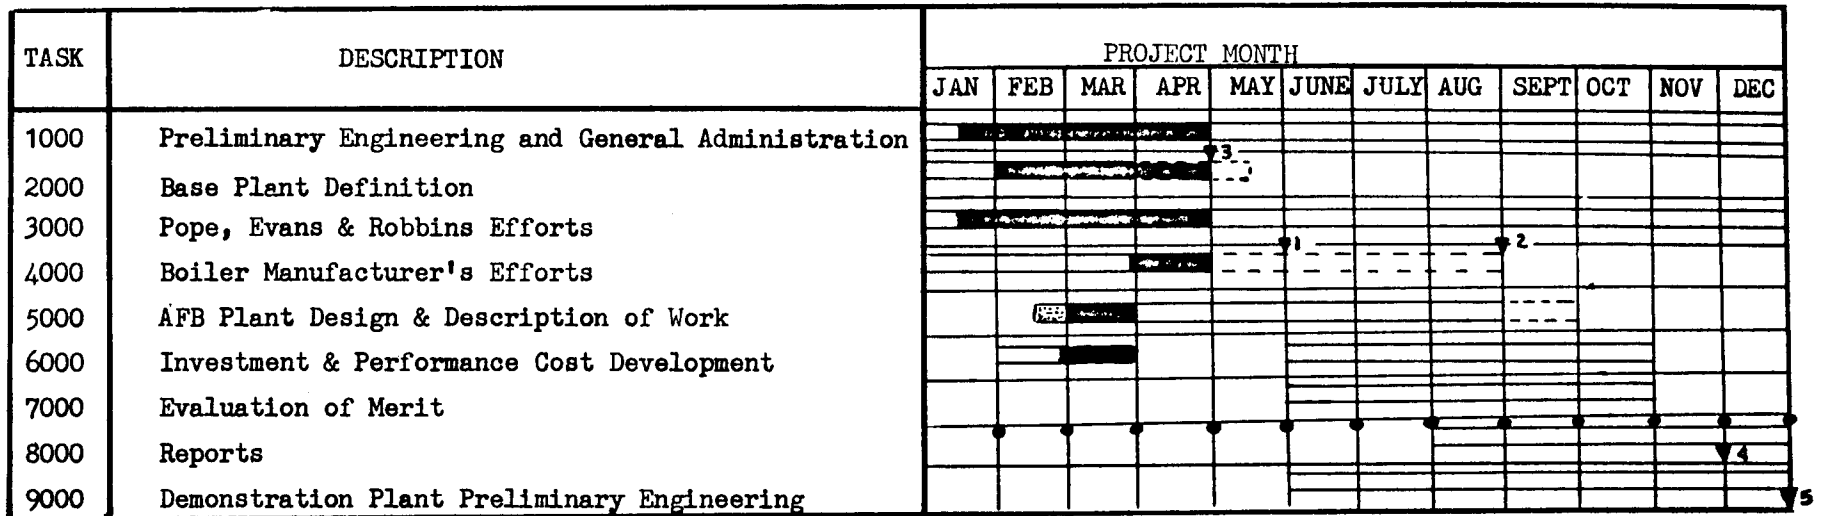 PROJECT MONTH
TASK DESCRIPTION
JAN FEB MAR APR MAY JUNE JULY AUG SEPT OCT NOV DEC
1000 Preliminary Engineering and General Administration
3
2000 Base Plant Definition
3000 Pope, Evans & Robbins Efforts
1 2
4000 Boiler Manufacturer's Efforts
5000 AFB Plant Design & Description of Work
6000 Investment & Performance Cost Development
7000 Evaluation of Merit
8000 Reports 4
9000 Demonstration Plant Preliminary Engineering 5